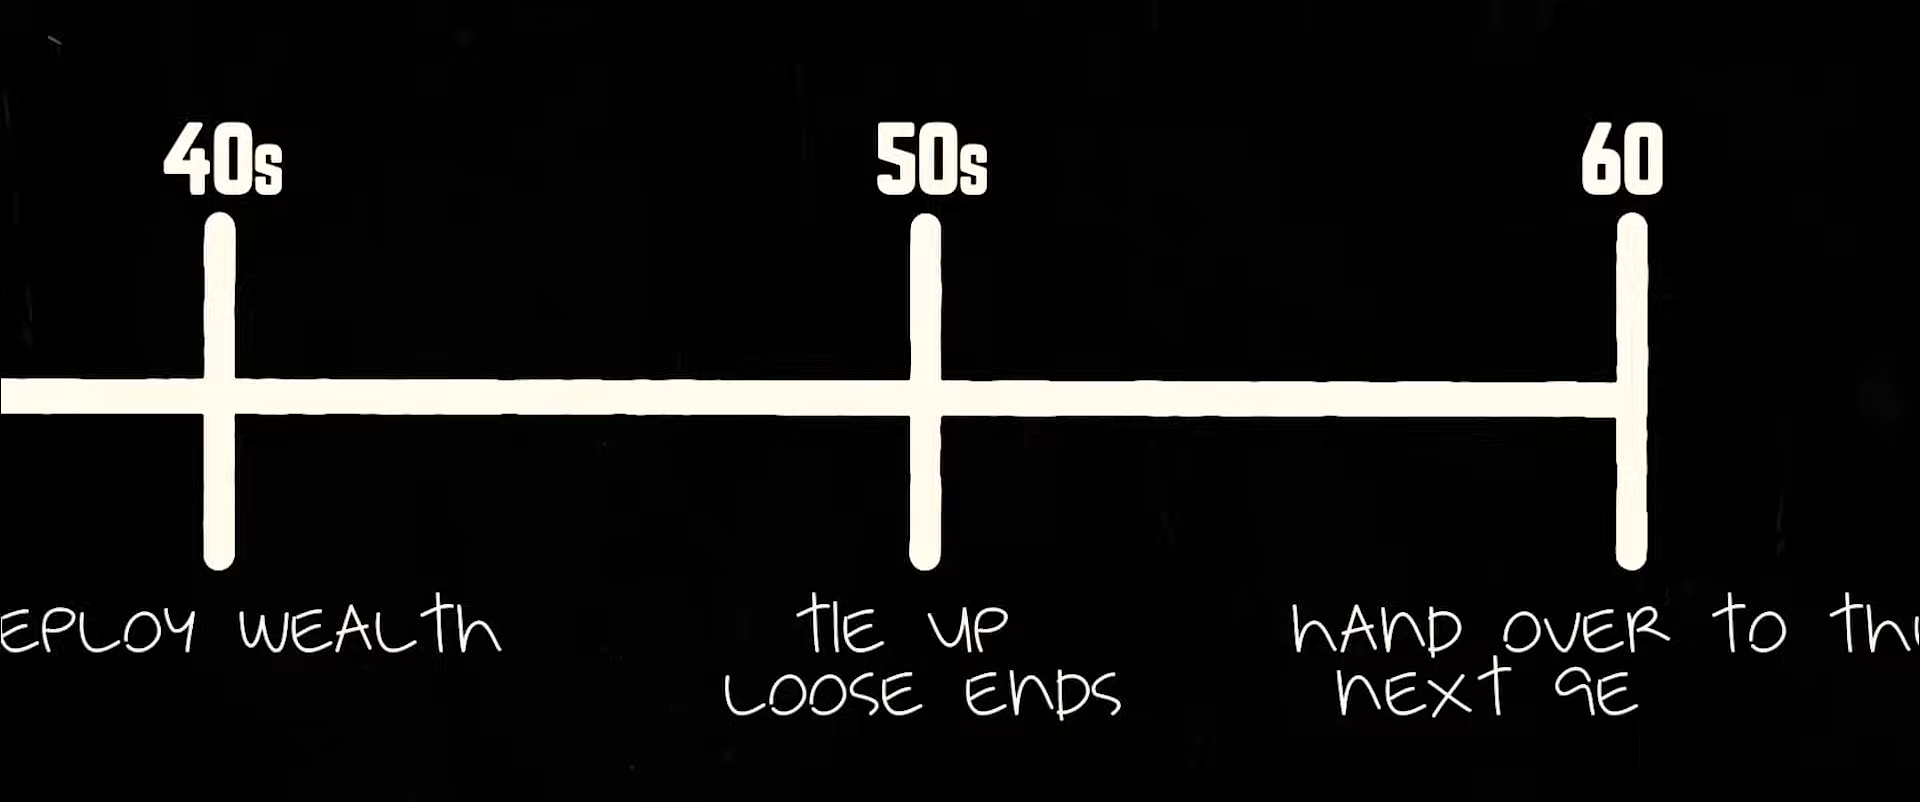 40s 50s 60
EPLOY WEALTH
TIE UP
LOOSE ENDS
HAND OVER TO TH
NEXT GE